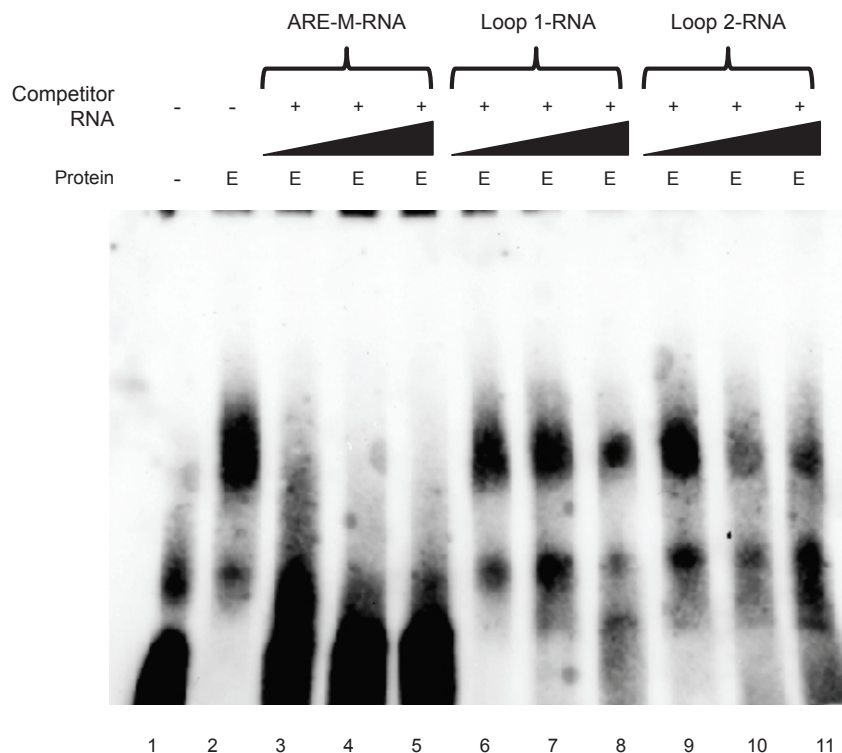 ARE-M-RNA Loop 1-RNA Loop 2-RNA
Competitor
RNA - - + + + + + + + + +
Protein - E E E E E E E E E E
1 2 3 4 5 6 7 8 9 10 11